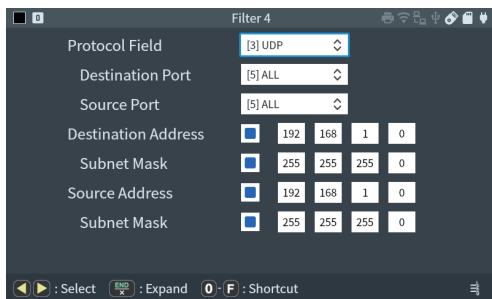 0 Filter 4
Protocol Field [3] UDP
Destination Port [5] ALL
Source Port [5] ALL
Destination Address 192 168 1 0
Subnet Mask 255 255 255 0
Source Address 192 168 1 0
Subnet Mask 255 255 255 0
: Select END × : Expand 0 - F : Shortcut